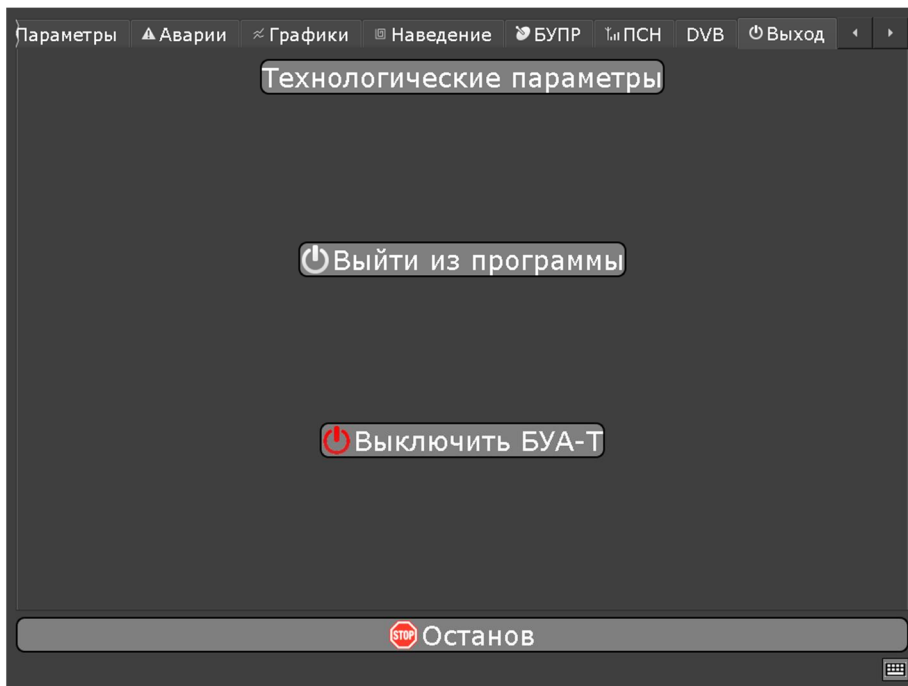 Параметры Аварии Графики Наведение БУПР ПСН DVB Выход
Технологические параметры
Выйти из программы
Выключить БУА-Т
STOP Останов